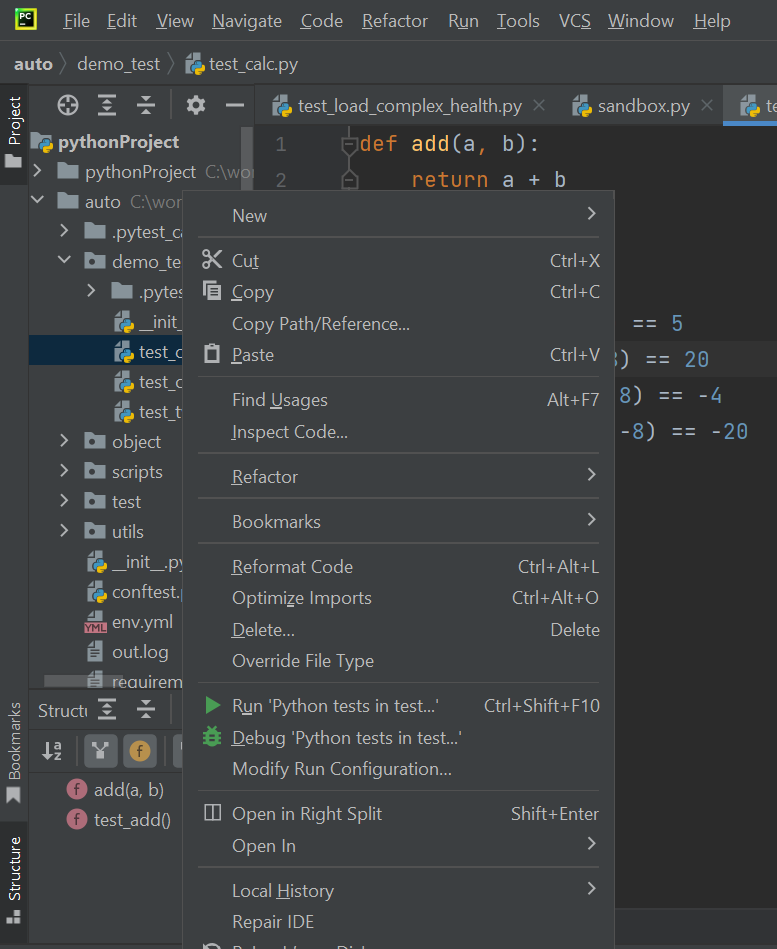 PC File Edit View Navigate Code Refactor Run Tools VCS Window Help
auto demo_test test_calc.py
Project
test_load_complex_health.py sandbox.py te
pythonProject
pythonProject C:\wo
auto C:\wor
.pytest_ca
demo_te
.pytes
__init_
test_c
test_c
test_t
object
scripts
test
utils
__init__.py
conftest.p
YML env.yml
out.log
requirem
1 def add(a, b):
2 return a + b
== 5
) == 20
8) == -4
-8) == -20
New
Cut Ctrl+X
Copy Ctrl+C
Copy Path/Reference...
Paste Ctrl+V
Find Usages Alt+F7
Inspect Code...
Refactor
Bookmarks
Reformat Code Ctrl+Alt+L
Optimize Imports Ctrl+Alt+O
Delete... Delete
Override File Type
Run 'Python tests in test...' Ctrl+Shift+F10
Debug 'Python tests in test...'
Modify Run Configuration...
Open in Right Split Shift+Enter
Open In
Local History
Repair IDE
Bookmarks
Structu
a
z
f
f add(a, b)
f test_add()
Structure